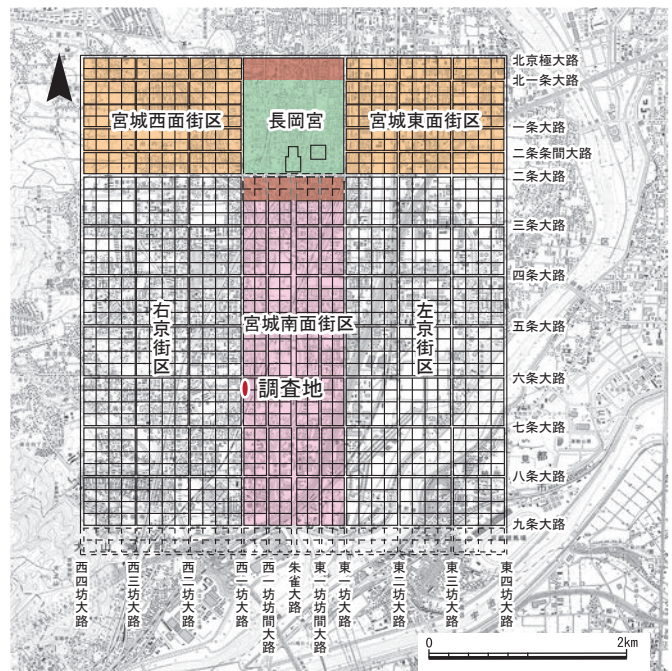 北京極大路
北一条大路
宮城西面街区
長岡宮
宮城東面街区
一条大路
二条条間大路
二条大路
三条大路
四条大路
右京街区
宮城南面街区
左京街区
五条大路
調査地
六条大路
七条大路
八条大路
九条大路
西四坊大路
西三坊大路
西二坊大路
西一坊大路
西一坊坊間大路
朱雀大路
東一坊坊間大路
東一坊大路
東二坊大路
東三坊大路
東四坊大路
0 2km